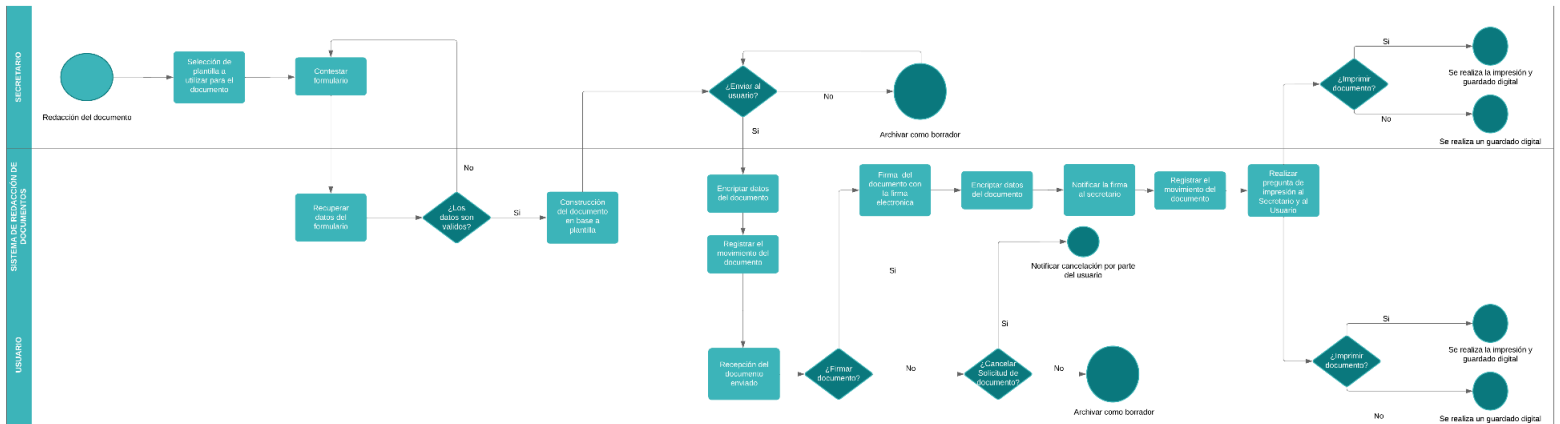 SECRETARIO
Redacción del documento
Selección de
plantilla a
utilizar para el
documento
Contestar
formulario
¿Enviar al
usuario?
No
Si
Archivar como borrador
¿Imprimir
documento?
Si
Se realiza la impresión y
guardado digital
No
Se realiza un guardado digital
SISTEMA DE REDACCIÓN DE
DOCUMENTOS
Recuperar
datos del
formulario
No
¿Los
datos son
validos?
Si
Construcción
del documento
en base a
plantilla
Encriptar datos
del documento
Registrar el
movimiento del
documento
Firma del
documento con
la firma
electronica
Encriptar datos
del documento
Notificar la firma
al secretario
Registrar el
movimiento del
documento
Realizar
pregunta de
impresión al
Secretario y al
Usuario
Si
Notificar cancelación por parte
del usuario
Si
USUARIO
Recepción del
documento
enviado
¿Firmar
documento?
No
¿Cancelar
Solicitud de
documento?
No
Archivar como borrador
¿Imprimir
documento?
Si
Se realiza la impresión y
guardado digital
No
Se realiza un guardado digital